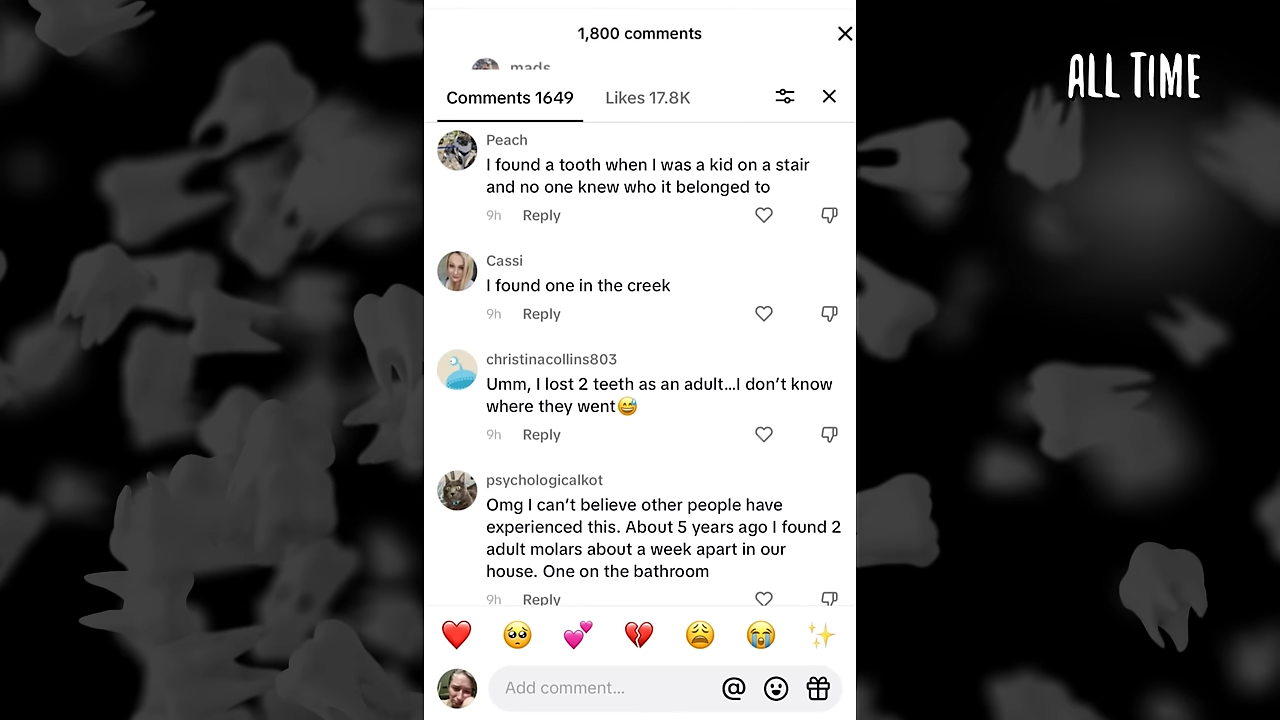 1,800 comments
ALL TIME
mads
Comments 1649
Likes 17.8K
Peach
I found a tooth when I was a kid on a stair
and no one knew who it belonged to
9h Reply
Cassi
I found one in the creek
9h Reply
christinacollins803
Umm, I lost 2 teeth as an adult...I don’t know
where they went😅
9h Reply
psychologicalkot
Omg I can’t believe other people have
experienced this. About 5 years ago I found 2
adult molars about a week apart in our
house. One on the bathroom
9h Reply
Add comment...